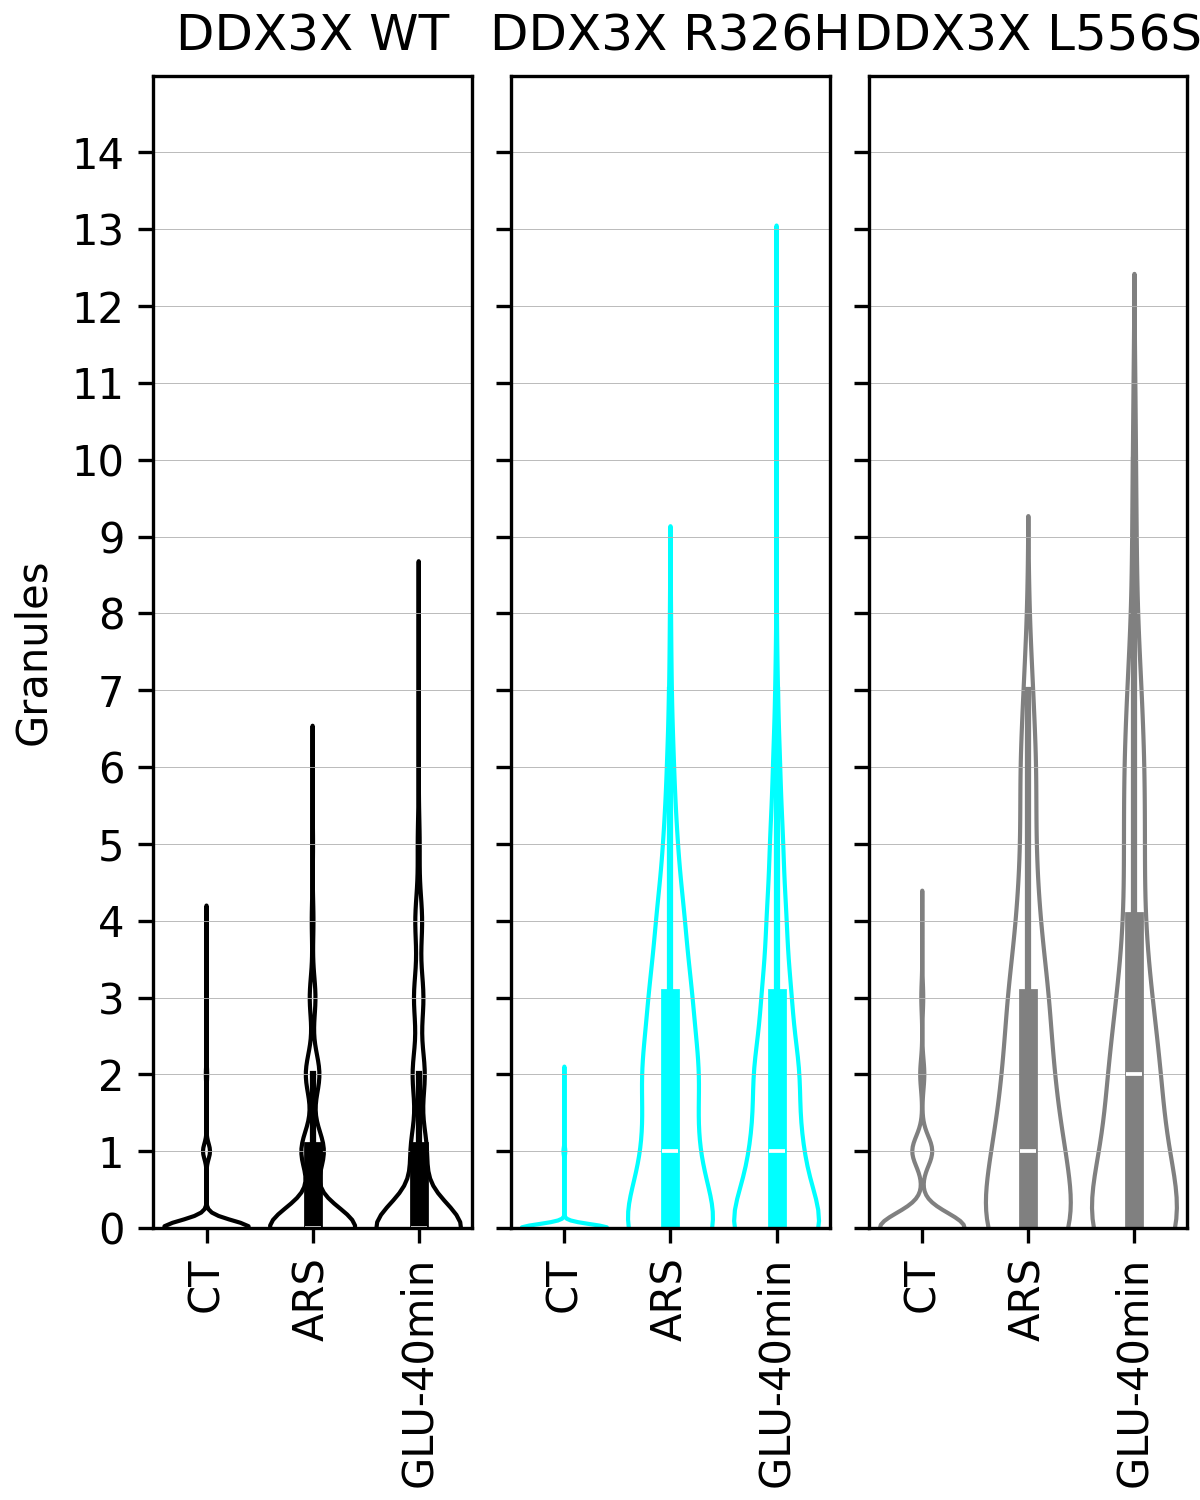 DDX3X WT
DDX3X R326H
DDX3X L556S
Granules
14
13
12
11
10
9
8
7
6
5
4
3
2
1
0
CT
ARS
GLU-40min
CT
ARS
GLU-40min
CT
ARS
GLU-40min